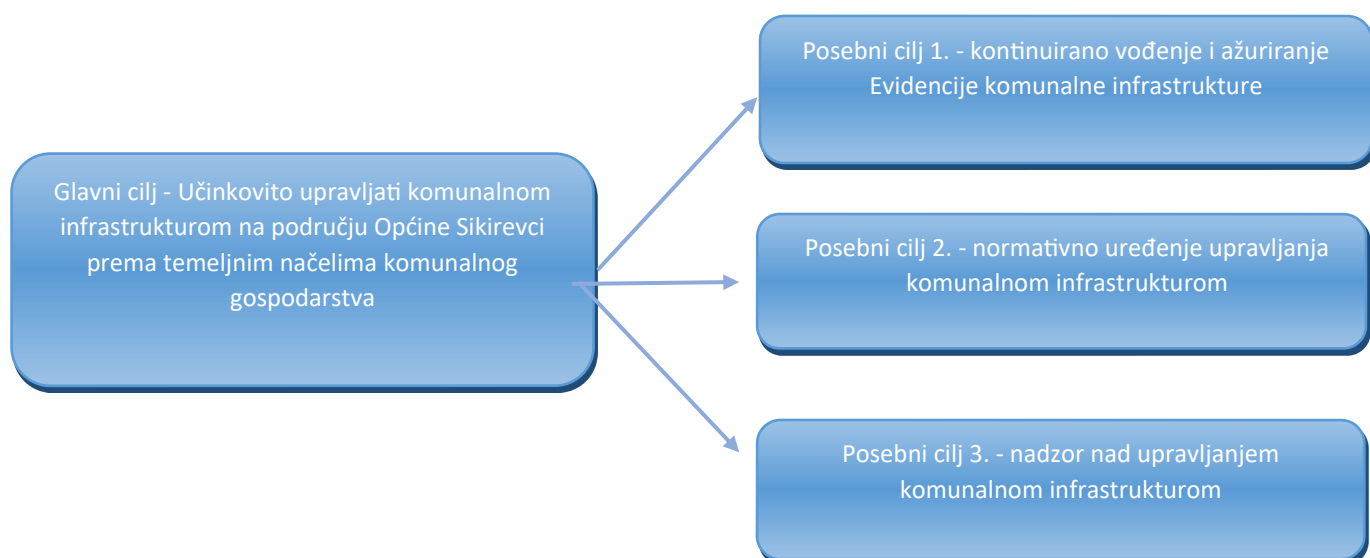 Glavni cilj - Učinkovito upravljati komunalnom
infrastrukturom na području Općine Sikirevci
prema temeljnim načelima komunalnog
gospodarstva
Posebni cilj 1. - kontinuirano vođenje i ažuriranje
Evidencije komunalne infrastrukture
Posebni cilj 2. - normativno uređenje upravljanja
komunalnom infrastrukturom
Posebni cilj 3. - nadzor nad upravljanjem
komunalnom infrastrukturom